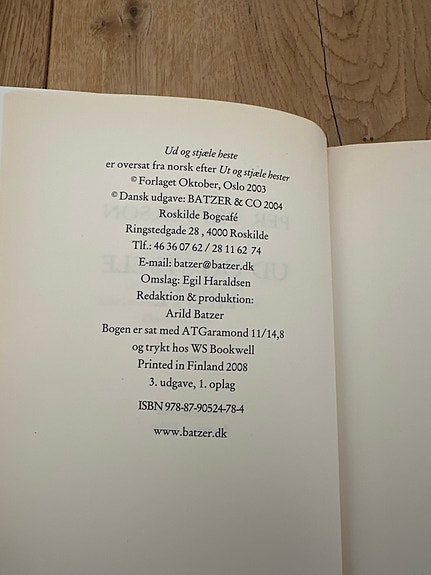 Ud og stjæle heste
er oversat fra norsk efter Ut og stjæle hester
© Forlaget Oktober, Oslo 2003
© Dansk udgave: BATZER & CO 2004
Roskilde Bogcafé
Ringstedgade 28 , 4000 Roskilde
Tlf.: 46 36 07 62 / 28 11 62 74
E-mail: batzer@batzer.dk
Omslag: Egil Haraldsen
Redaktion & produktion:
Arild Batzer
Bogen er sat med ATGaramond 11/14,8
og trykt hos WS Bookwell
Printed in Finland 2008
3. udgave, 1. oplag
ISBN 978-87-90524-78-4
www.batzer.dk